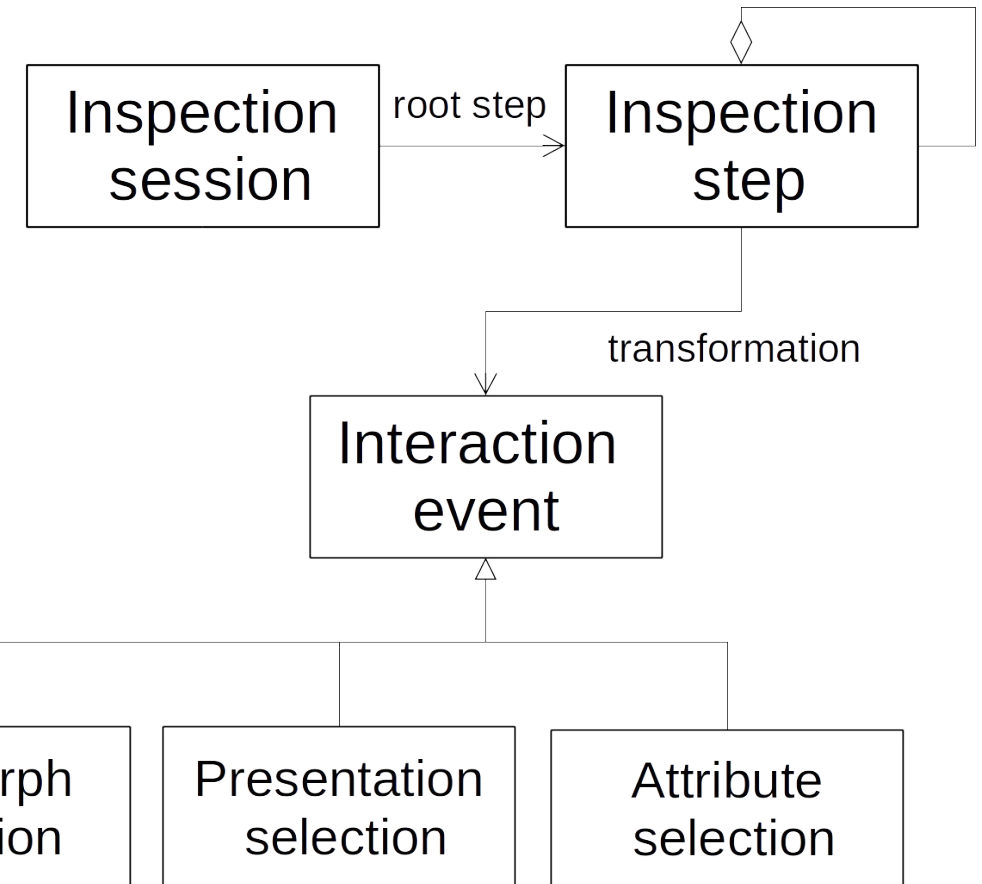 Inspection
session
root step
Inspection
step
transformation
Interaction
event
Presentation
selection
Attribute
selection